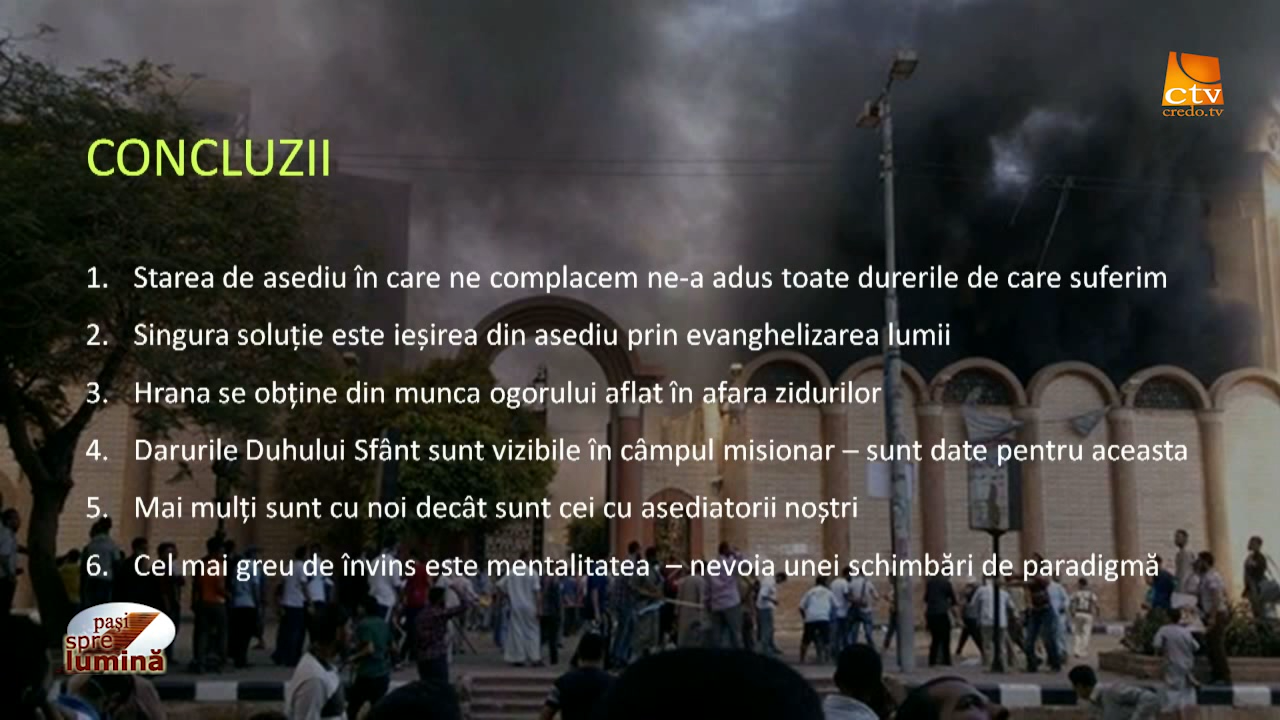 ctv
credo.tv
CONCLUZII
1. Starea de asediu în care ne complacem ne-a adus toate durerile de care suferim
2. Singura soluție este ieșirea din asediu prin evanghelizarea lumii
3. Hrana se obține din munca ogorului aflat în afara zidurilor
4. Darurile Duhului Sfânt sunt vizibile în câmpul misionar – sunt date pentru aceasta
5. Mai mulți sunt cu noi decât sunt cei cu asediatorii noștri
6. Cel mai greu de învins este mentalitatea – nevoia unei schimbări de paradigmă
pași
spre
lumină